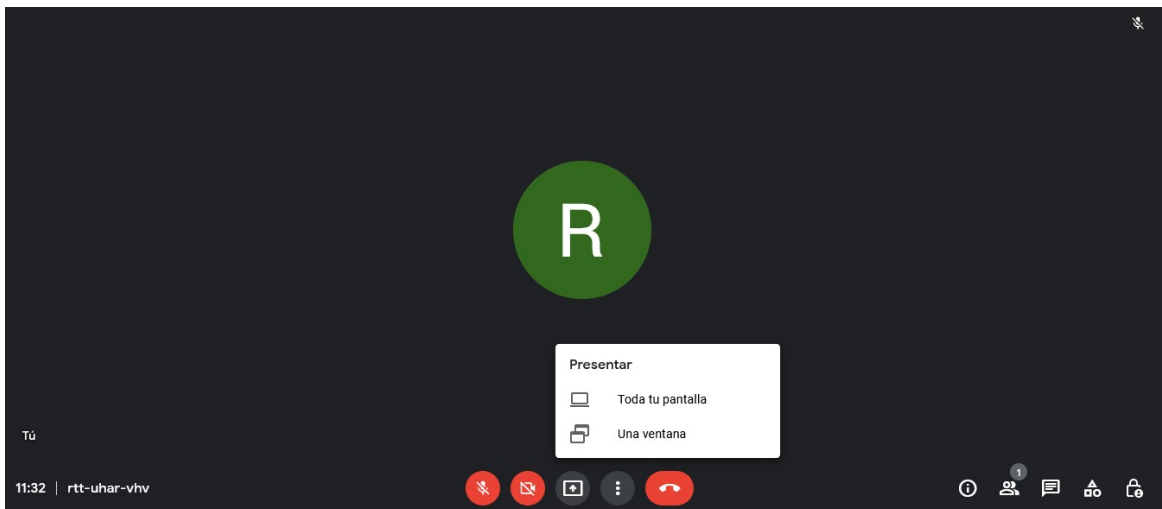 R
Presentar
Toda tu pantalla
Una ventana
Tú
11:32 | rtt-uhar-vhv
1